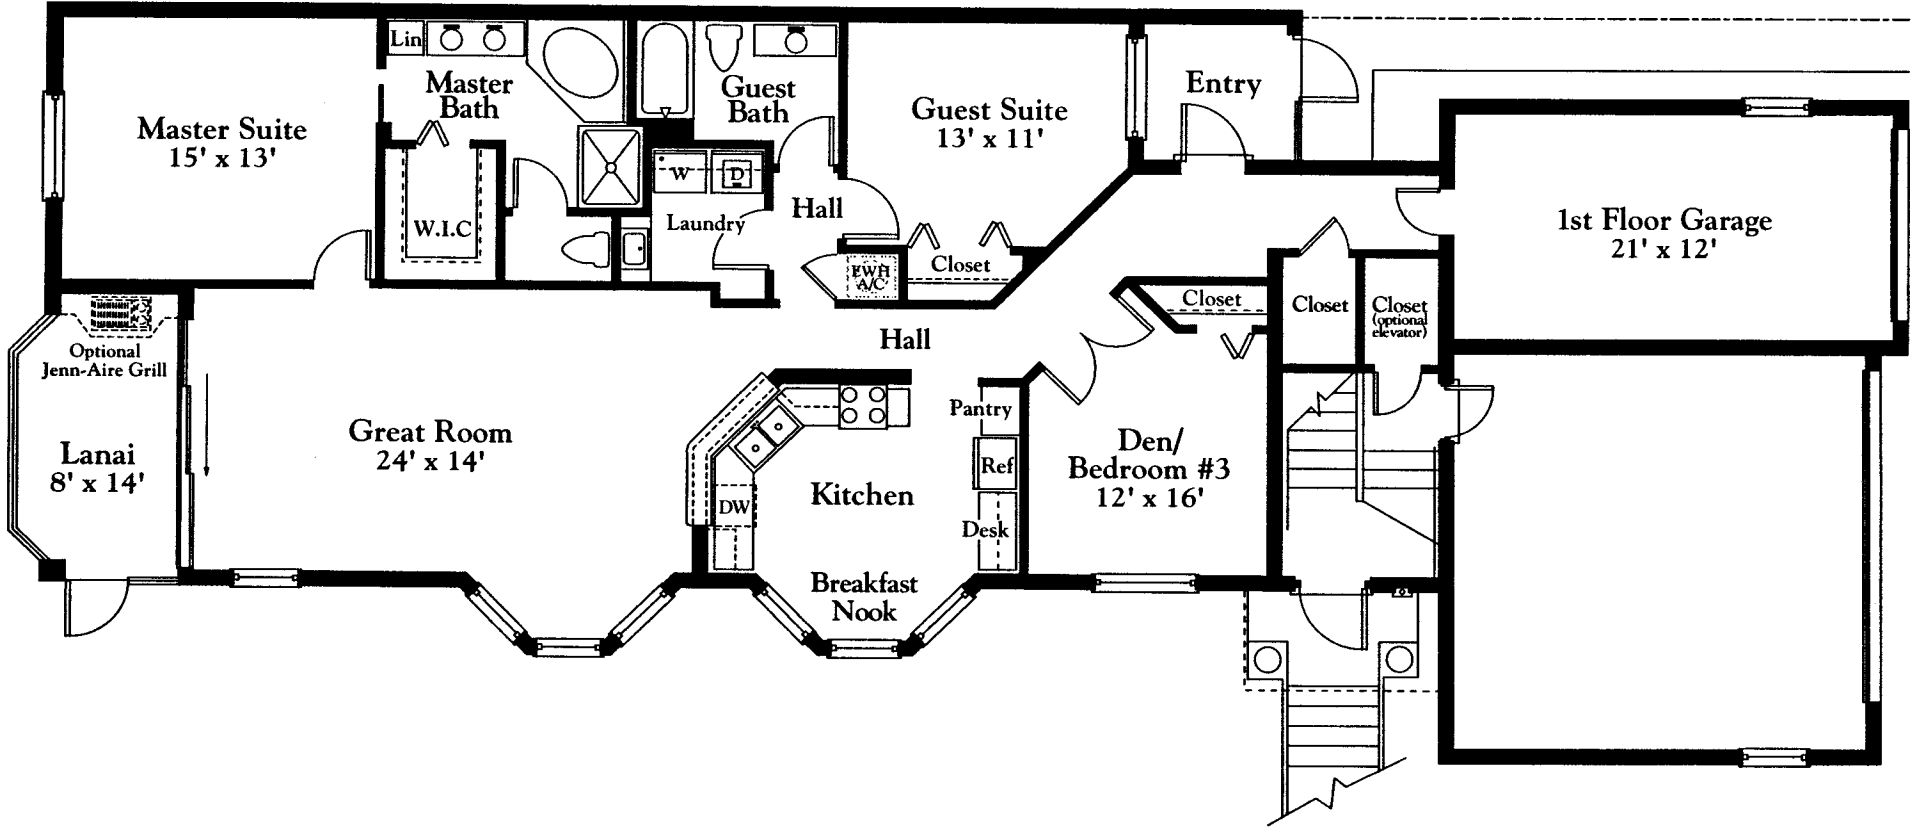 Lin
Master
Bath
Guest
Bath
Entry
Guest Suite
13' x 11'
Master Suite
15' x 13'
W
D
1st Floor Garage
21' x 12'
Hall
Laundry
W.I.C
Closet
EWH
A/C
Closet
Closet
Closet
(optional
elevator)
Hall
Optional
Jenn-Aire Grill
Pantry
Great Room
24' x 14'
Den/
Bedroom #3
12' x 16'
Lanai
8' x 14'
Ref
Kitchen
DW
Desk
Breakfast
Nook